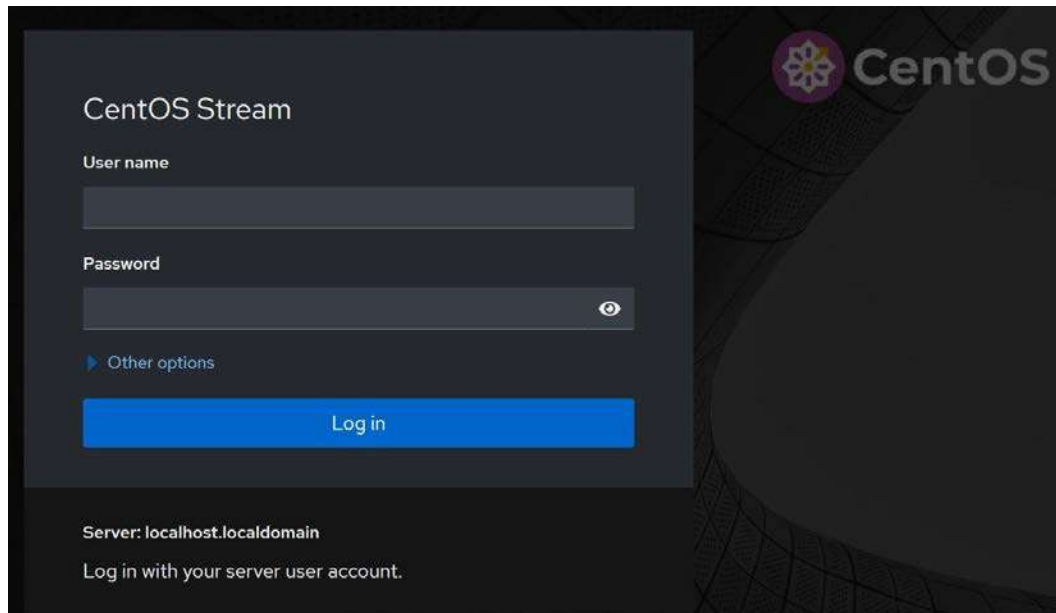 CentOS
CentOS Stream
User name
Password
Other options
Log in
Server: localhost.localdomain
Log in with your server user account.